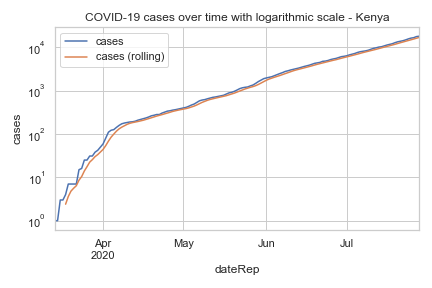 COVID-19 cases over time with logarithmic scale - Kenya
cases
cases (rolling)
10⁴
10³
10²
10¹
10⁰
cases
Apr
2020
May
Jun
Jul
dateRep